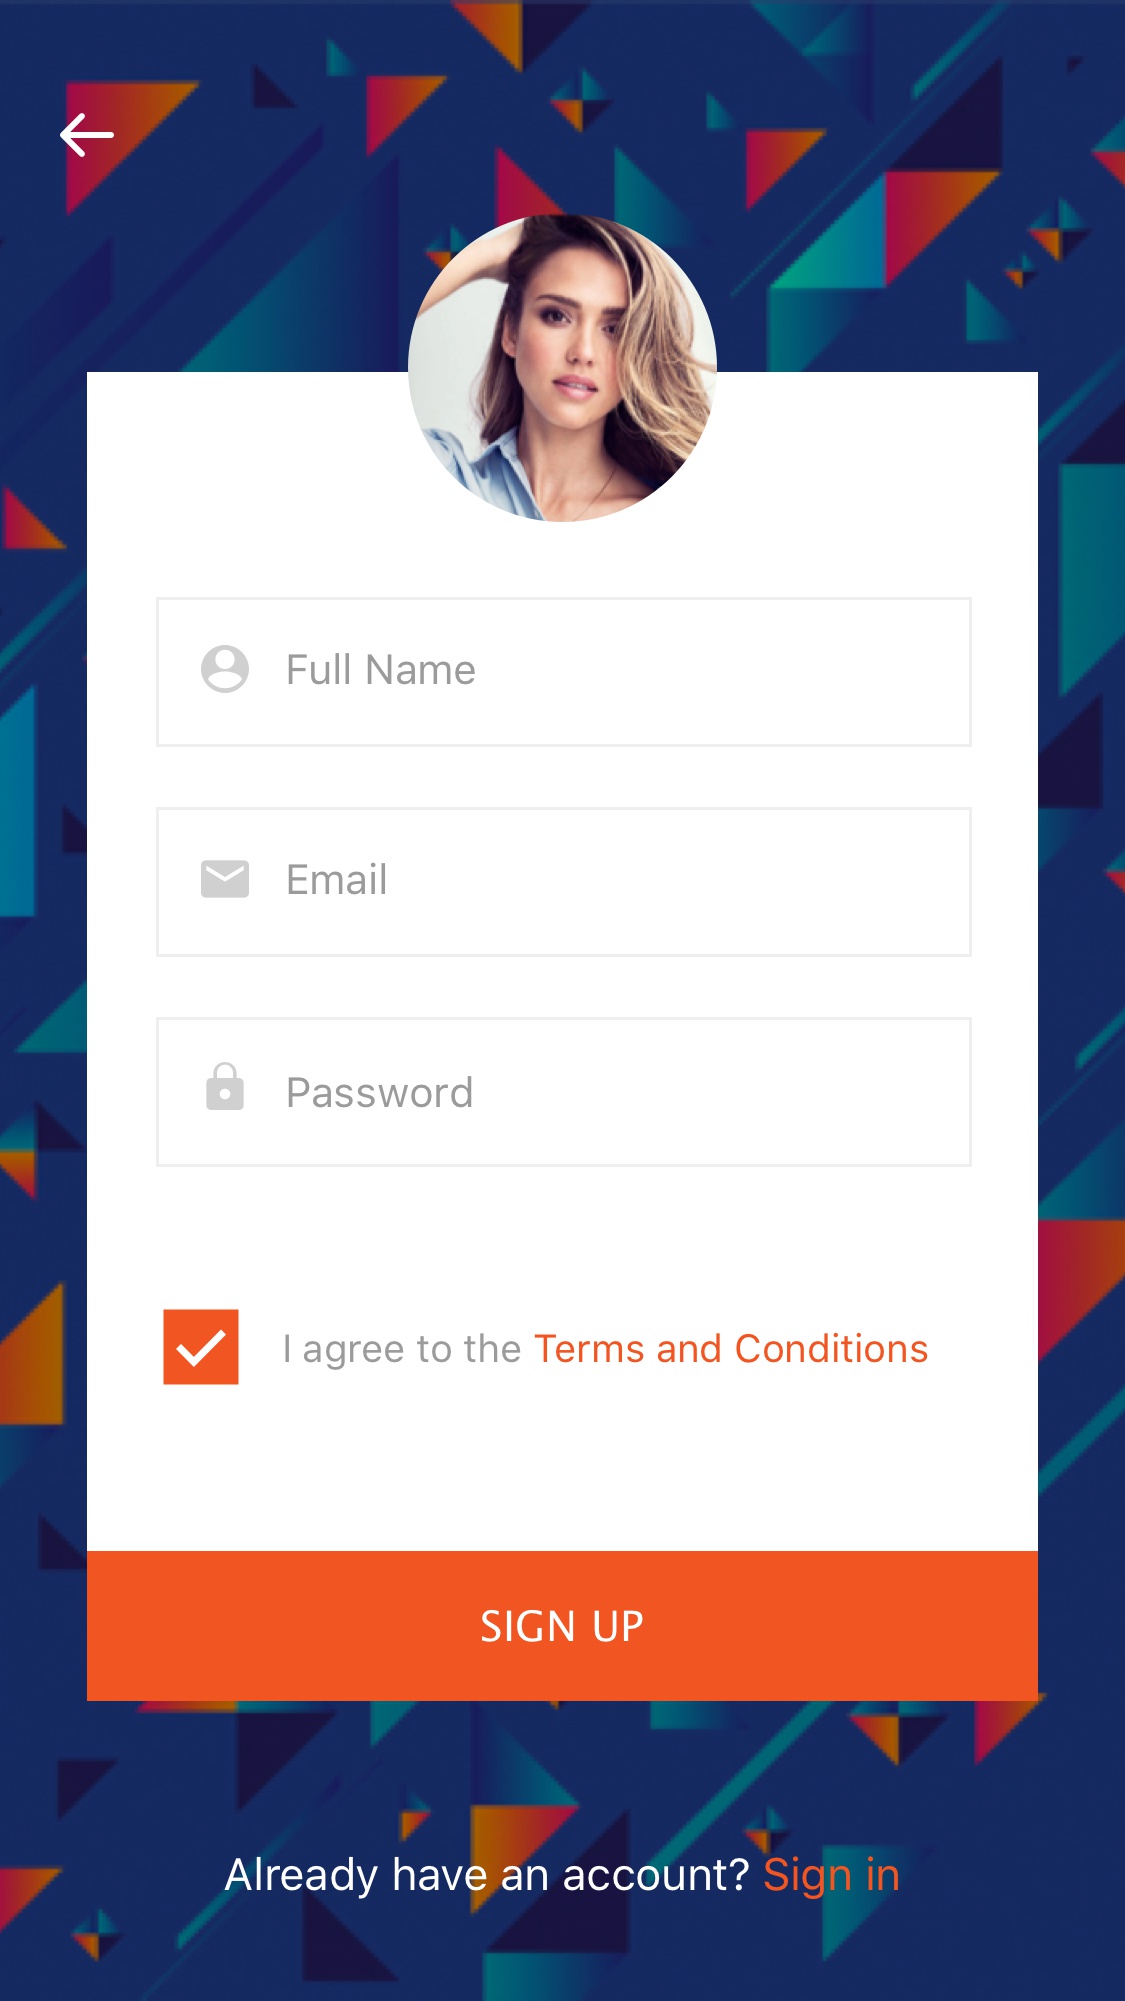 Full Name
Email
Password
I agree to the Terms and Conditions
SIGN UP
Already have an account? Sign in